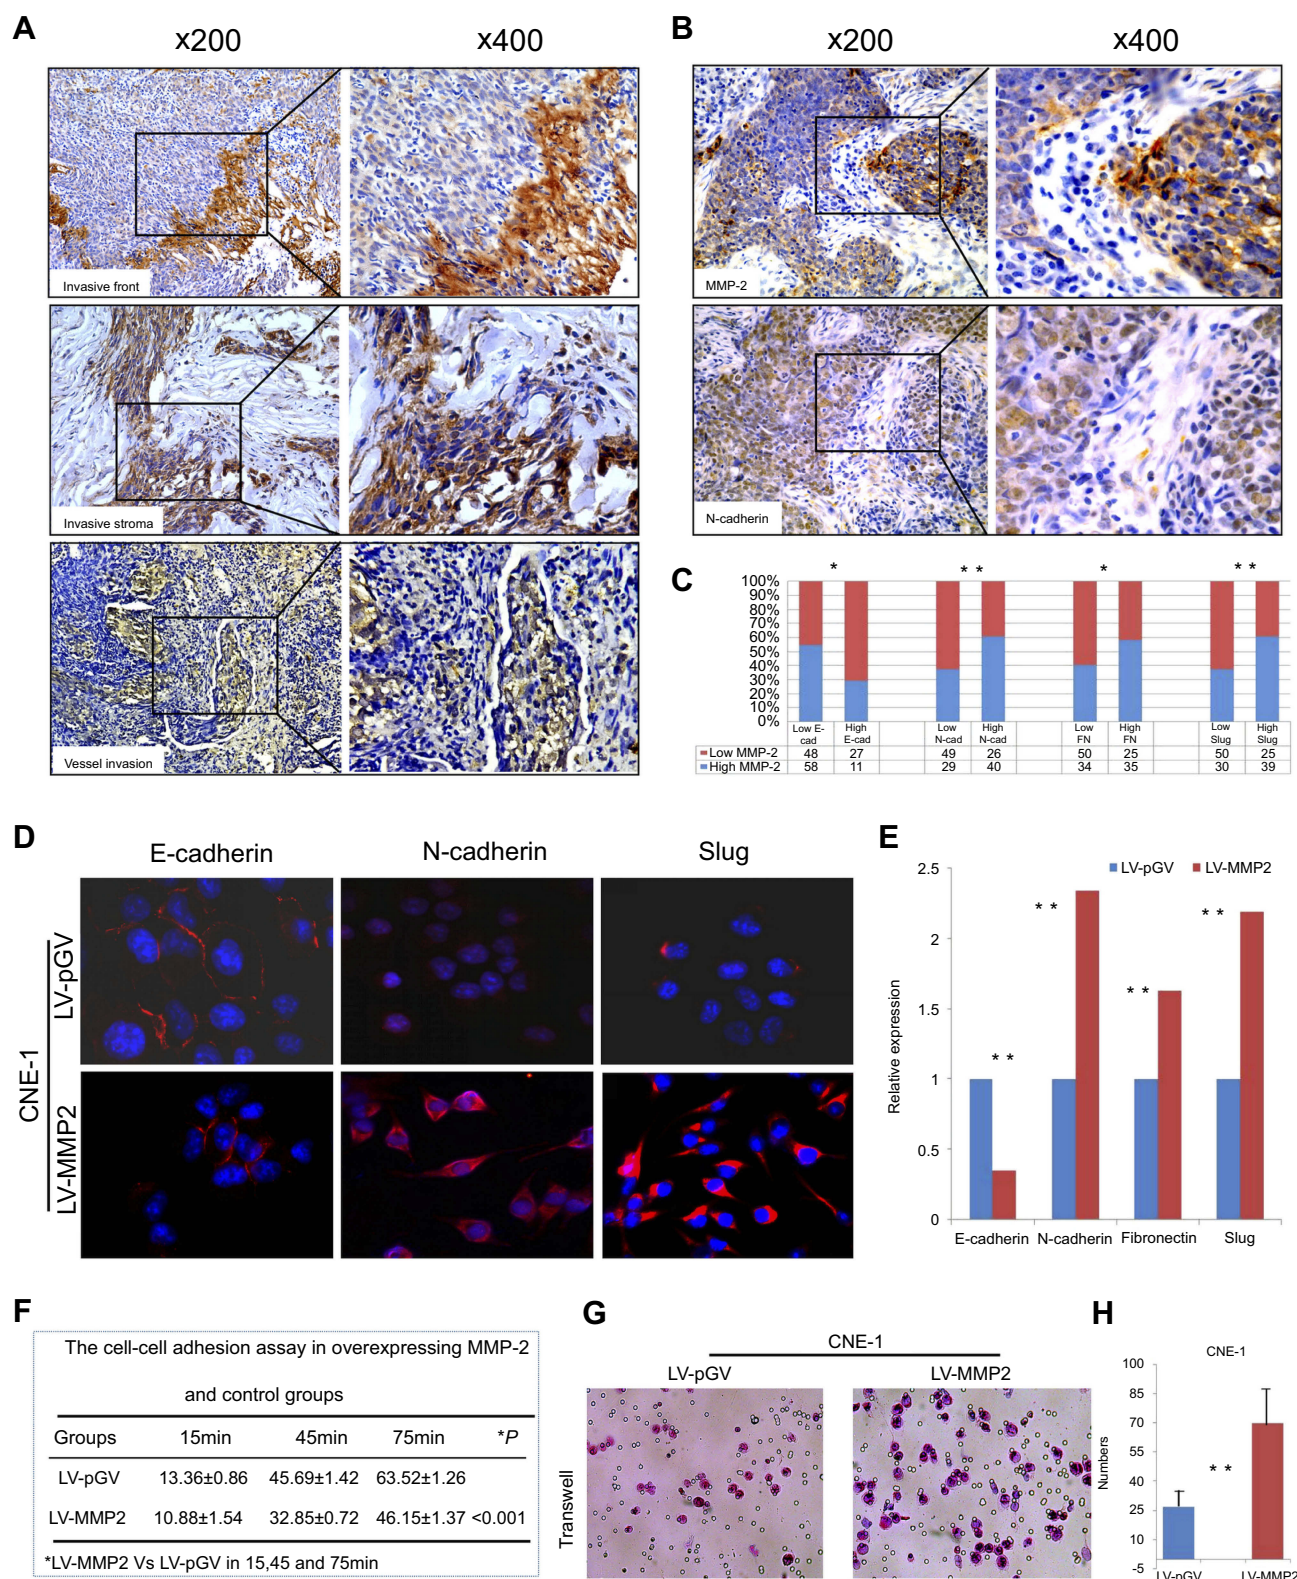 A
x200
x400
Invasive front
Invasive stroma
Vessel invasion
B
x200
x400
MMP-2
N-cadherin
C
* ** * **
100%
90%
80%
70%
60%
50%
40%
30%
20%
10%
0%
Low E-cad High E-cad Low N-cad High N-cad Low FN High FN Low Slug High Slug
Low MMP-2 48 27 49 26 50 25 50 25
High MMP-2 58 11 29 40 34 35 30 39
D
E-cadherin
N-cadherin
Slug
CNE-1
LV-pGV
LV-MMP2
E
LV-pGV LV-MMP2
Relative expression
2.5
2
1.5
1
0.5
0
** ** ** **
E-cadherin N-cadherin Fibronectin Slug
F
The cell-cell adhesion assay in overexpressing MMP-2
and control groups
Groups 15min 45min 75min *P
LV-pGV 13.36±0.86 45.69±1.42 63.52±1.26
LV-MMP2 10.88±1.54 32.85±0.72 46.15±1.37 <0.001
*LV-MMP2 Vs LV-pGV in 15,45 and 75min
G
CNE-1
LV-pGV LV-MMP2
Transwell
H
CNE-1
Numbers
100
85
70
55
40
25
10
-5
**
LV-pGV LV-MMP2